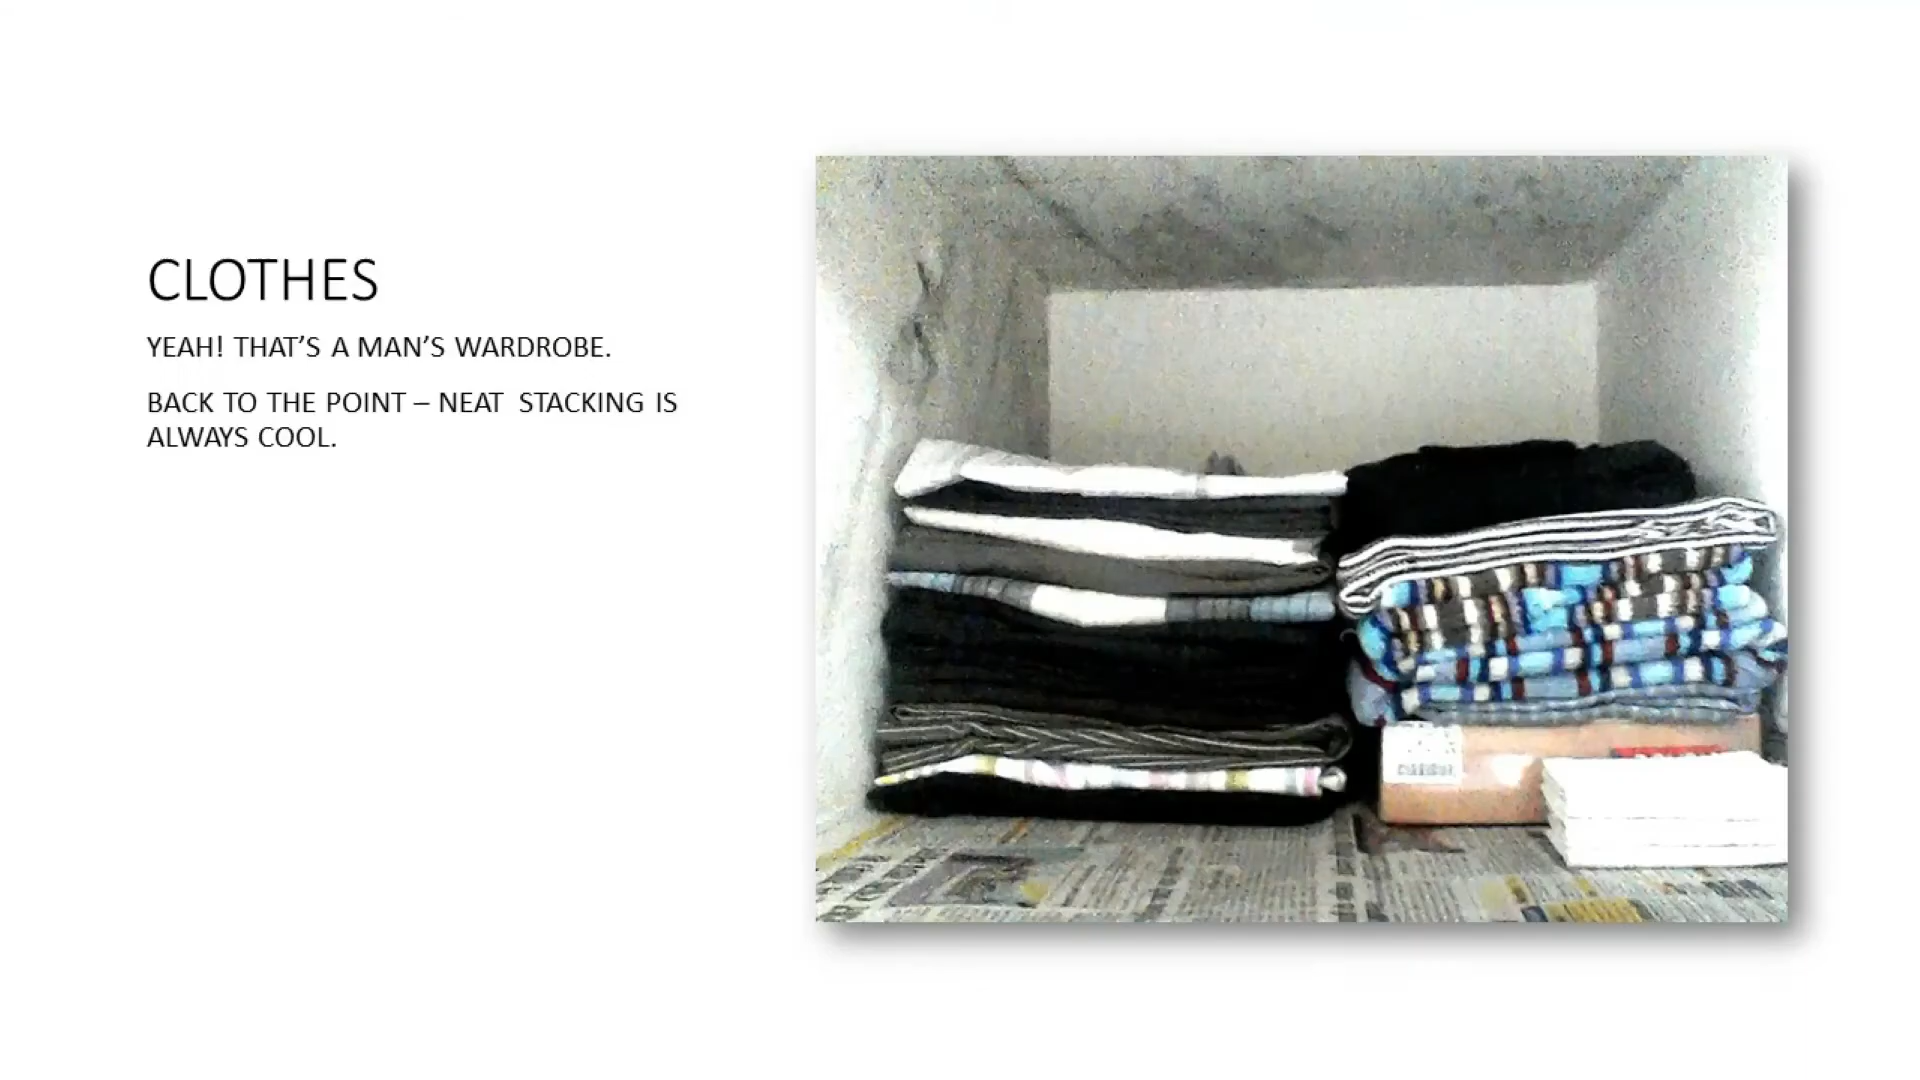 CLOTHES
YEAH! THAT’S A MAN’S WARDROBE.
BACK TO THE POINT – NEAT STACKING IS
ALWAYS COOL.